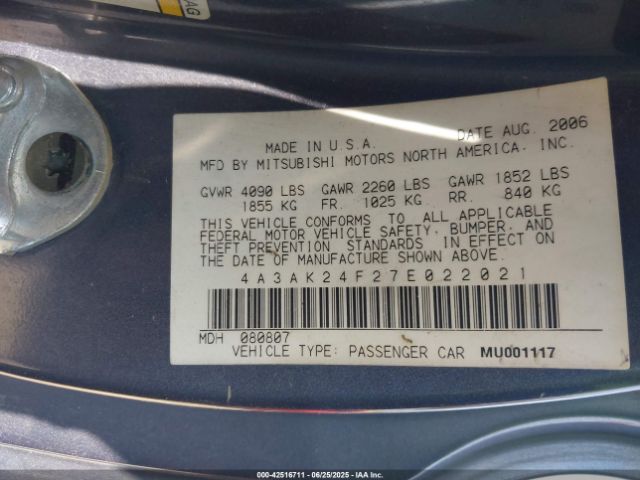 AG
MADE IN U.S.A. DATE AUG. 2006
MFD BY MITSUBISHI MOTORS NORTH AMERICA. INC.
GVWR 4090 LBS GAWR 2260 LBS GAWR 1852 LBS
1855 KG FR. 1025 KG RR. 840 KG
THIS VEHICLE CONFORMS TO ALL APPLICABLE
FEDERAL MOTOR VEHICLE SAFETY, BUMPER, AND
THEFT PREVENTION STANDARDS IN EFFECT ON
THE DATE OF MANUFACTURE SHOWN ABOVE.
4A3AK24F27E022021
MDH 080807
VEHICLE TYPE: PASSENGER CAR MU001117
000-42516711 - 06/25/2025 - IAA Inc.